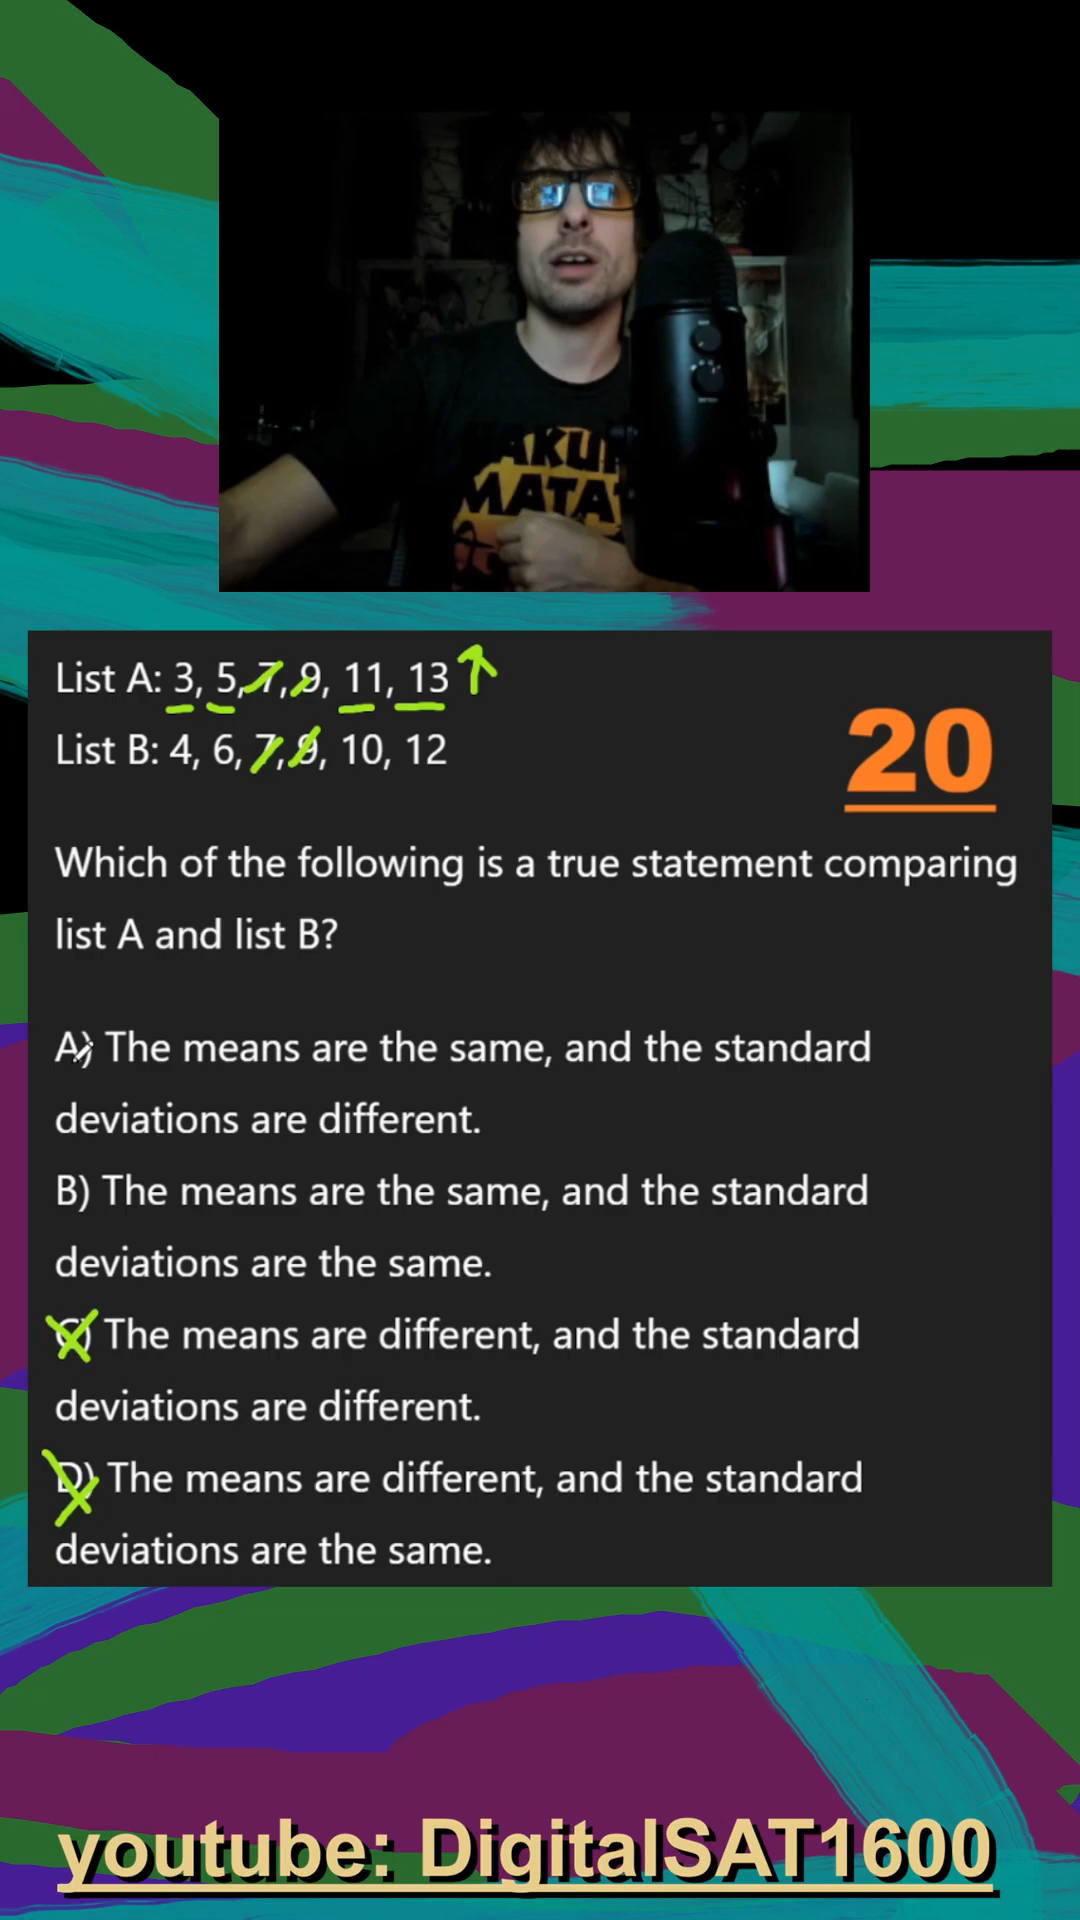 AKU
MATA
List A: 3, 5, 7, 9, 11, 13
List B: 4, 6, 7, 9, 10, 12
20
Which of the following is a true statement comparing
list A and list B?
A) The means are the same, and the standard
deviations are different.
B) The means are the same, and the standard
deviations are the same.
C) The means are different, and the standard
deviations are different.
D) The means are different, and the standard
deviations are the same.
youtube: DigitalSAT1600